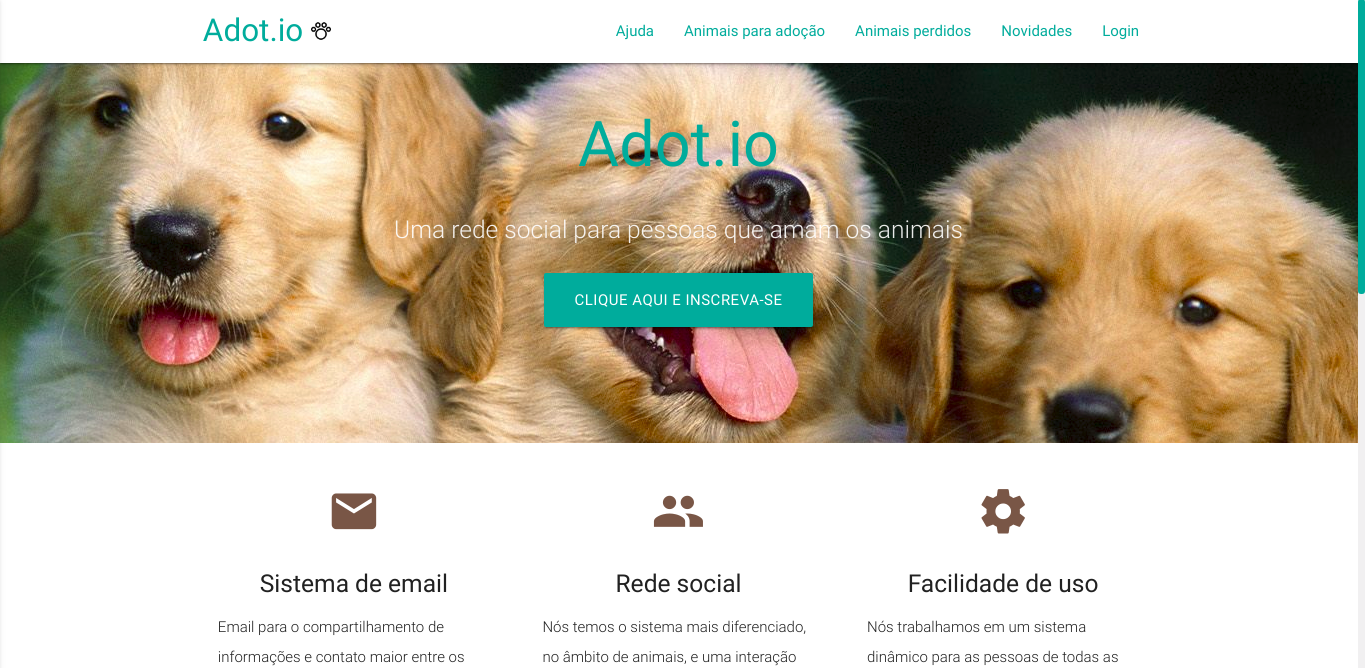 Adot.io
Ajuda Animais para adoção Animais perdidos Novidades Login
Adot.io
Uma rede social para pessoas que amam os animais
CLIQUE AQUI E INSCREVA-SE
Sistema de email
Email para o compartilhamento de
informações e contato maior entre os
Rede social
Nós temos o sistema mais diferenciado,
no âmbito de animais, e uma interação
Facilidade de uso
Nós trabalhamos em um sistema
dinâmico para as pessoas de todas as